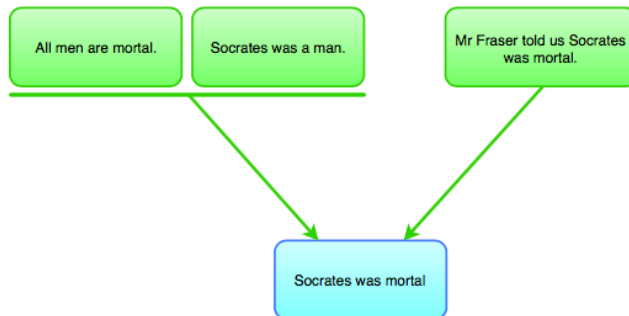 All men are mortal.
Socrates was a man.
Mr Fraser told us Socrates
was mortal.
Socrates was mortal